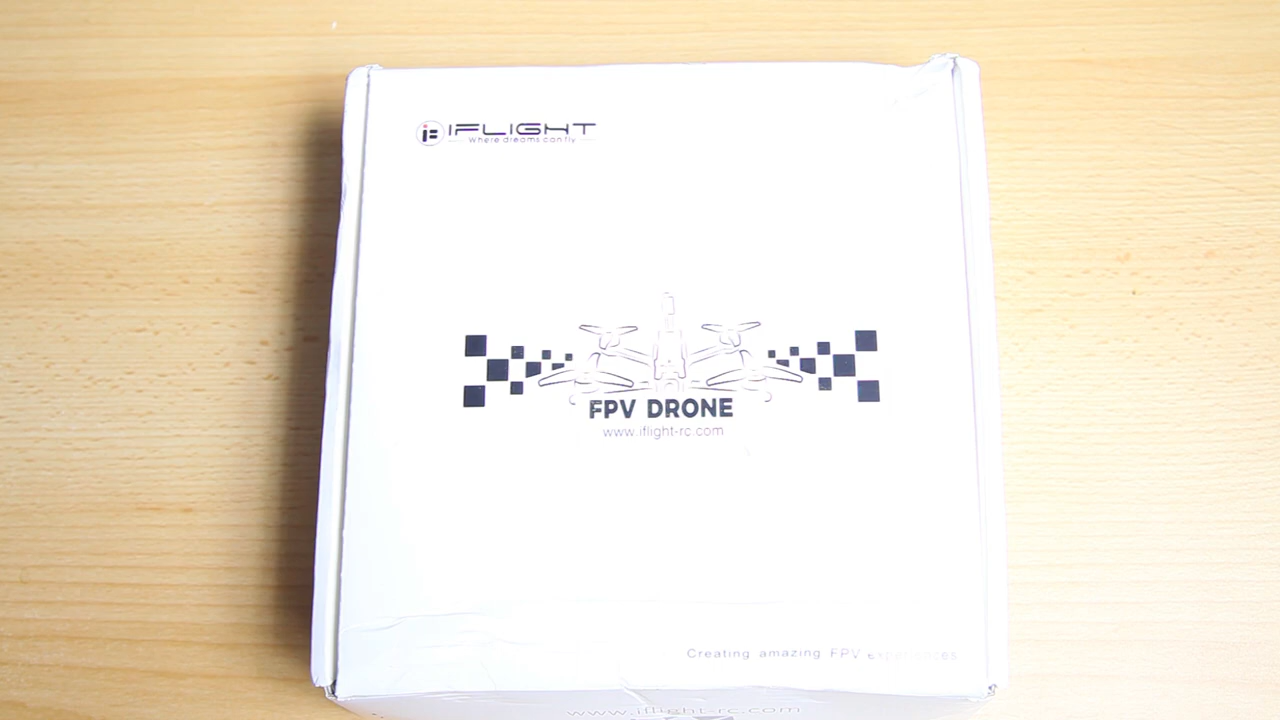 IFLIGHT
Where dreams can fly
FPV DRONE
www.iflight-rc.com
Creating amazing FPV Experiences
www.iflight-rc.com